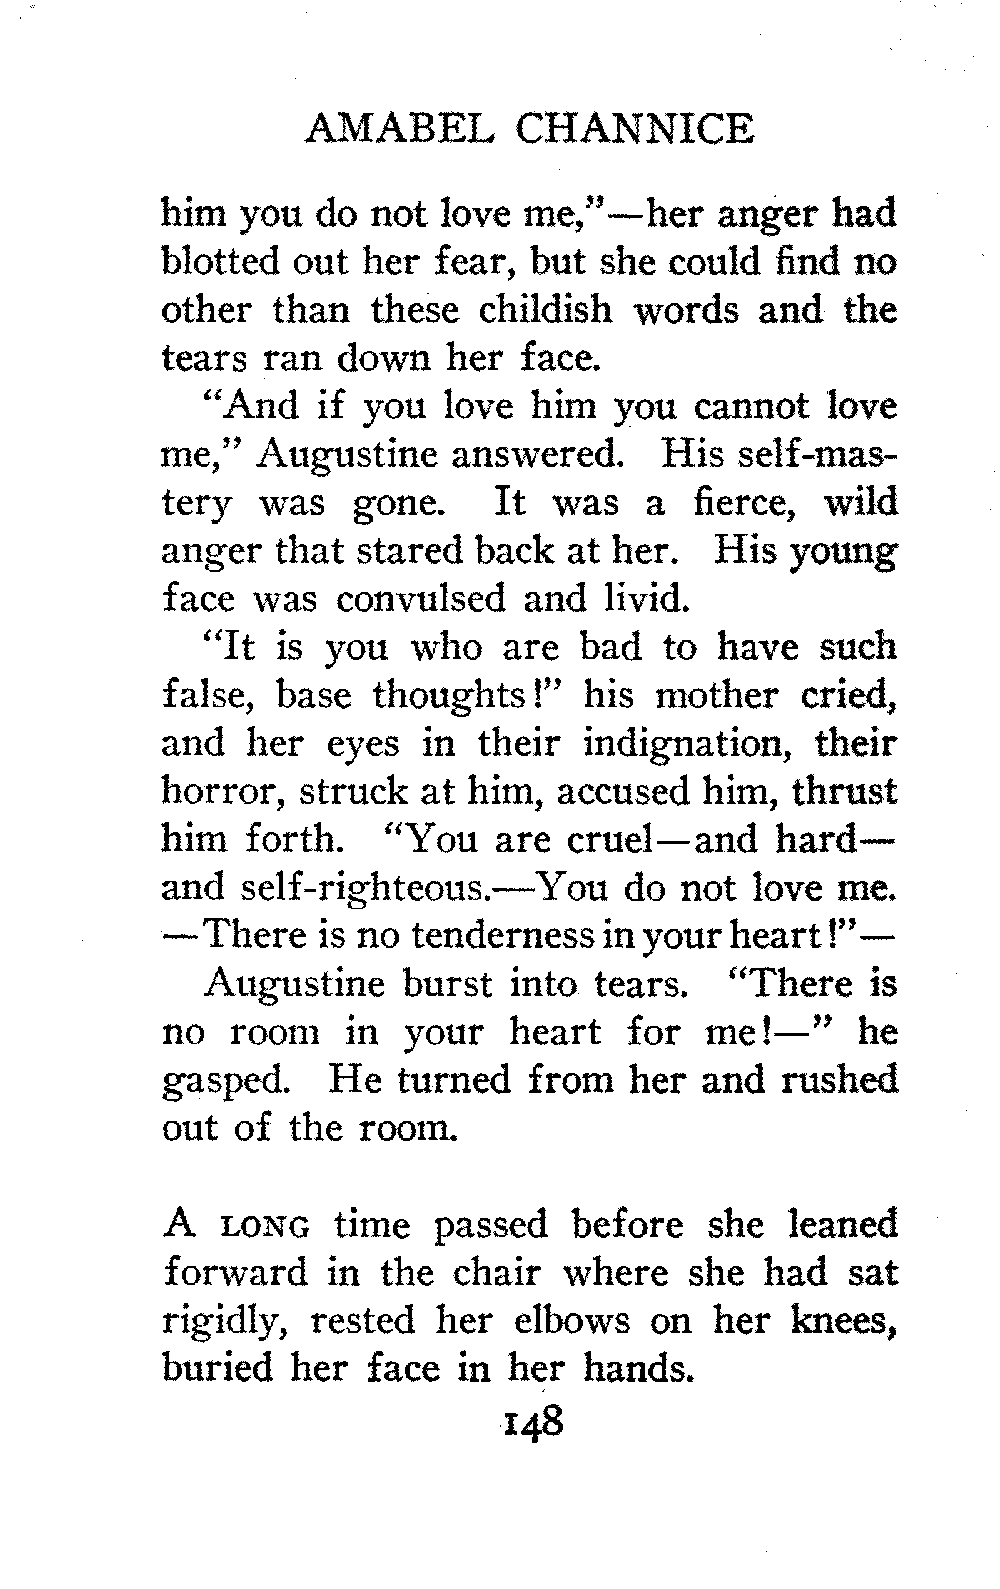 AMABEL CHANNICE
him you do not love me,”—her anger had
blotted out her fear, but she could find no
other than these childish words and the
tears ran down her face.
“And if you love him you cannot love
me,” Augustine answered. His self-mas-
tery was gone. It was a fierce, wild
anger that stared back at her. His young
face was convulsed and livid.
“It is you who are bad to have such
false, base thoughts!” his mother cried,
and her eyes in their indignation, their
horror, struck at him, accused him, thrust
him forth. “You are cruel—and hard—
and self-righteous.—You do not love me.
—There is no tenderness in your heart!”—
Augustine burst into tears. “There is
no room in your heart for me!—” he
gasped. He turned from her and rushed
out of the room.
A LONG time passed before she leaned
forward in the chair where she had sat
rigidly, rested her elbows on her knees,
buried her face in her hands.
148